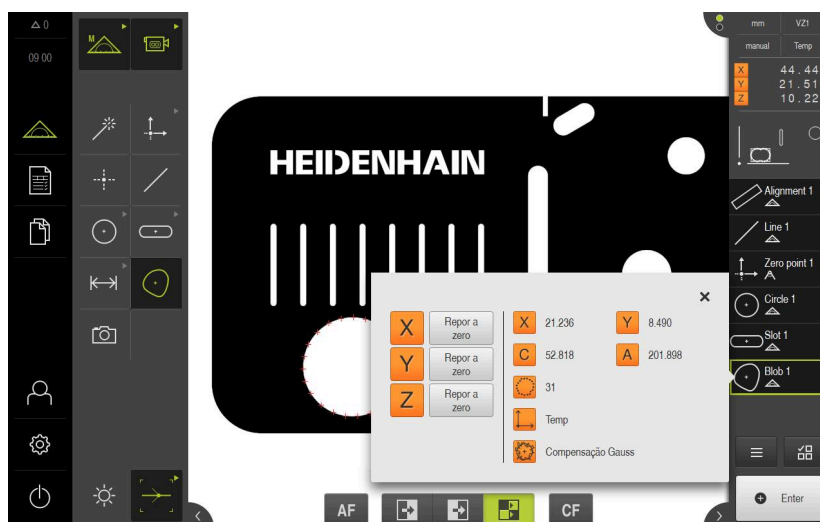 0
09 00
M
HEIDENHAIN
mm VZ1
manual Temp
X 44.44
Y 21.51
Z 10.22
Alignment 1
Line 1
Zero point 1
Circle 1
Slot 1
Blob 1
X Repor a
zero
Y Repor a
zero
Z Repor a
zero
X 21.236 Y 8.490
C 52.818 A 201.898
31
Temp
Compensação Gauss
AF CF
Enter